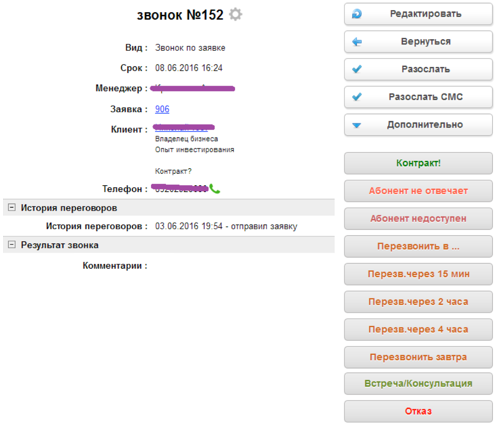 звонок №152
Вид : Звонок по заявке
Срок : 08.06.2016 16:24
Менеджер :
Заявка : 906
Клиент :
Владелец бизнеса
Опыт инвестирования
Контракт?
Телефон :
История переговоров
История переговоров : 03.06.2016 19:54 - отправил заявку
Результат звонка
Комментарии :
Редактировать
Вернуться
Разослать
Разослать СМС
Дополнительно
Контракт!
Абонент не отвечает
Абонент недоступен
Перезвонить в ...
Перезв.через 15 мин
Перезв.через 2 часа
Перезв.через 4 часа
Перезвонить завтра
Встреча/Консультация
Отказ